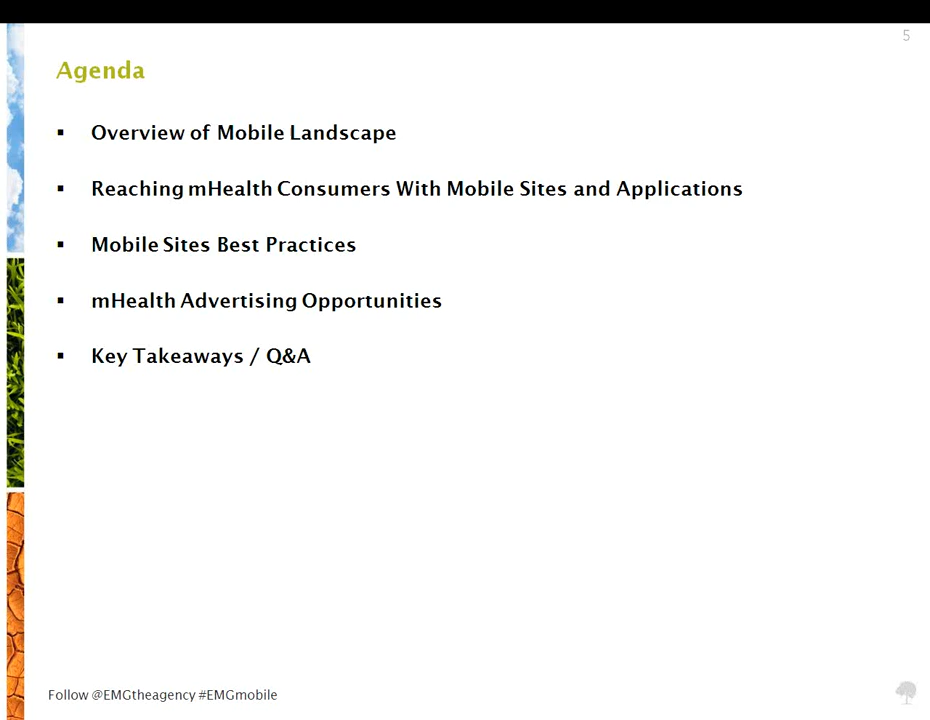 5
Agenda
▪ Overview of Mobile Landscape
▪ Reaching mHealth Consumers With Mobile Sites and Applications
▪ Mobile Sites Best Practices
▪ mHealth Advertising Opportunities
▪ Key Takeaways / Q&A
Follow @EMGtheagency #EMGmobile